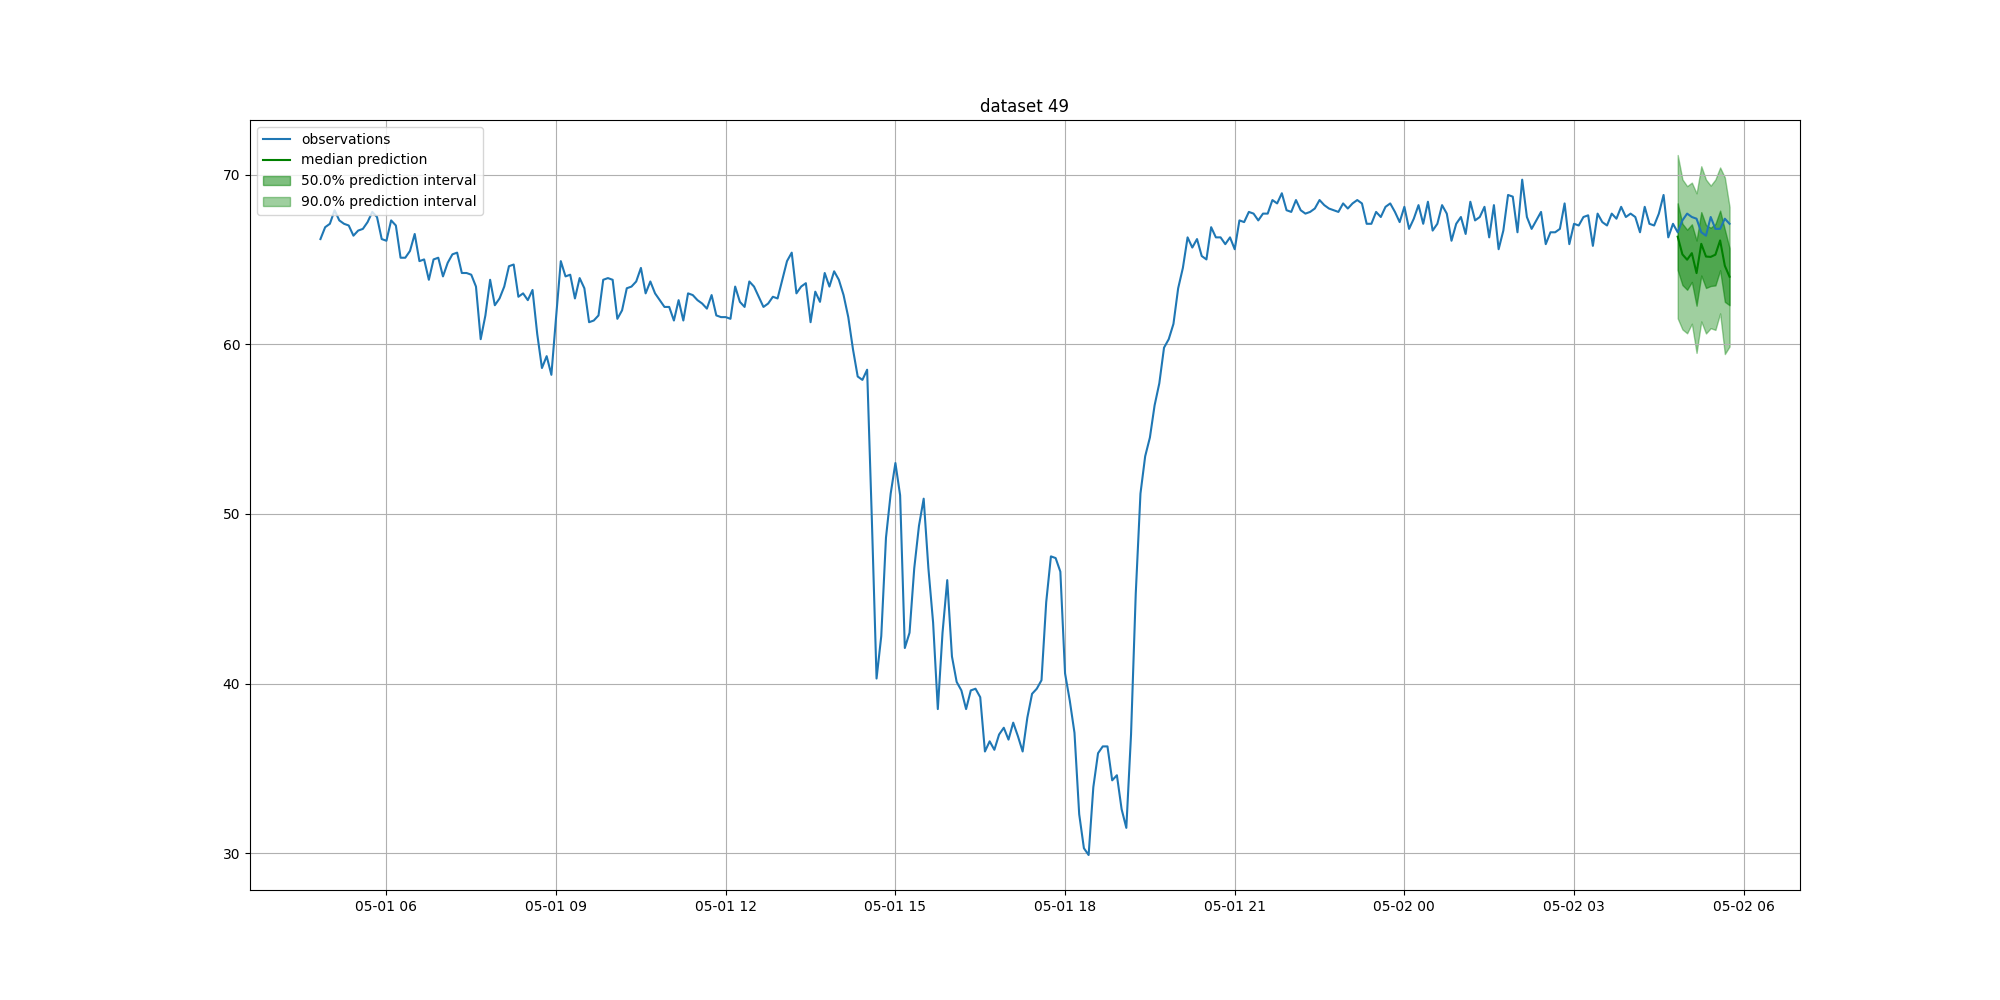 dataset 49
observations
median prediction
50.0% prediction interval
90.0% prediction interval
70
60
50
40
30
05-01 06
05-01 09
05-01 12
05-01 15
05-01 18
05-01 21
05-02 00
05-02 03
05-02 06